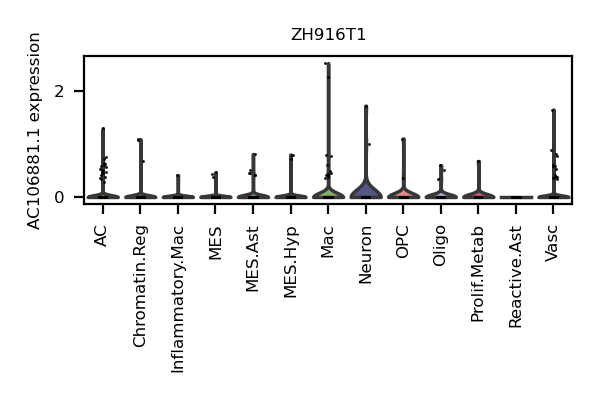 ZH916T1
AC106881.1 expression
2
0
AC
Chromatin.Reg
Inflammatory.Mac
MES
MES.Ast
MES.Hyp
Mac
Neuron
OPC
Oligo
Prolif.Metab
Reactive.Ast
Vasc